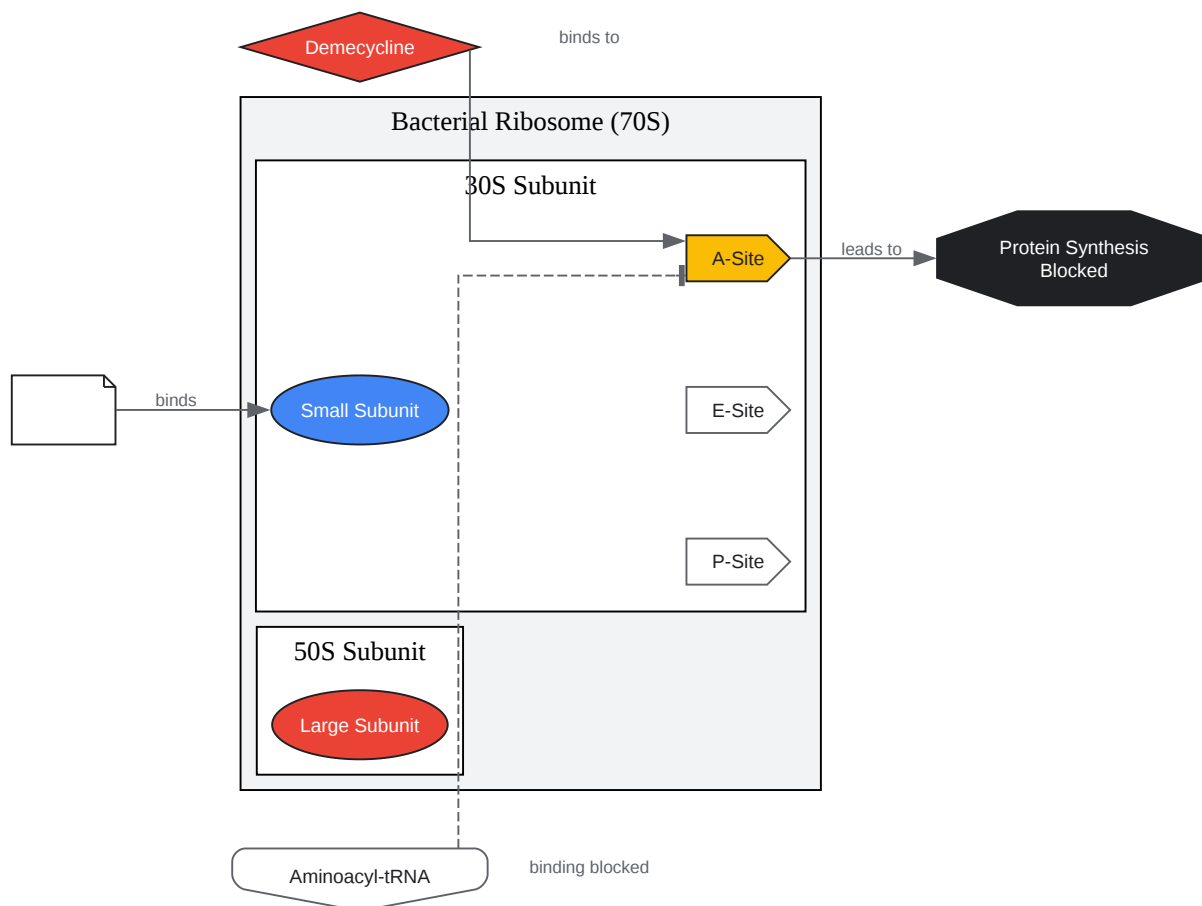 Demecycline
binds to
Bacterial Ribosome (70S)
30S Subunit
A-Site
leads to
Protein Synthesis
Blocked
binds
Small Subunit
E-Site
P-Site
50S Subunit
Large Subunit
Aminoacyl-tRNA
binding blocked